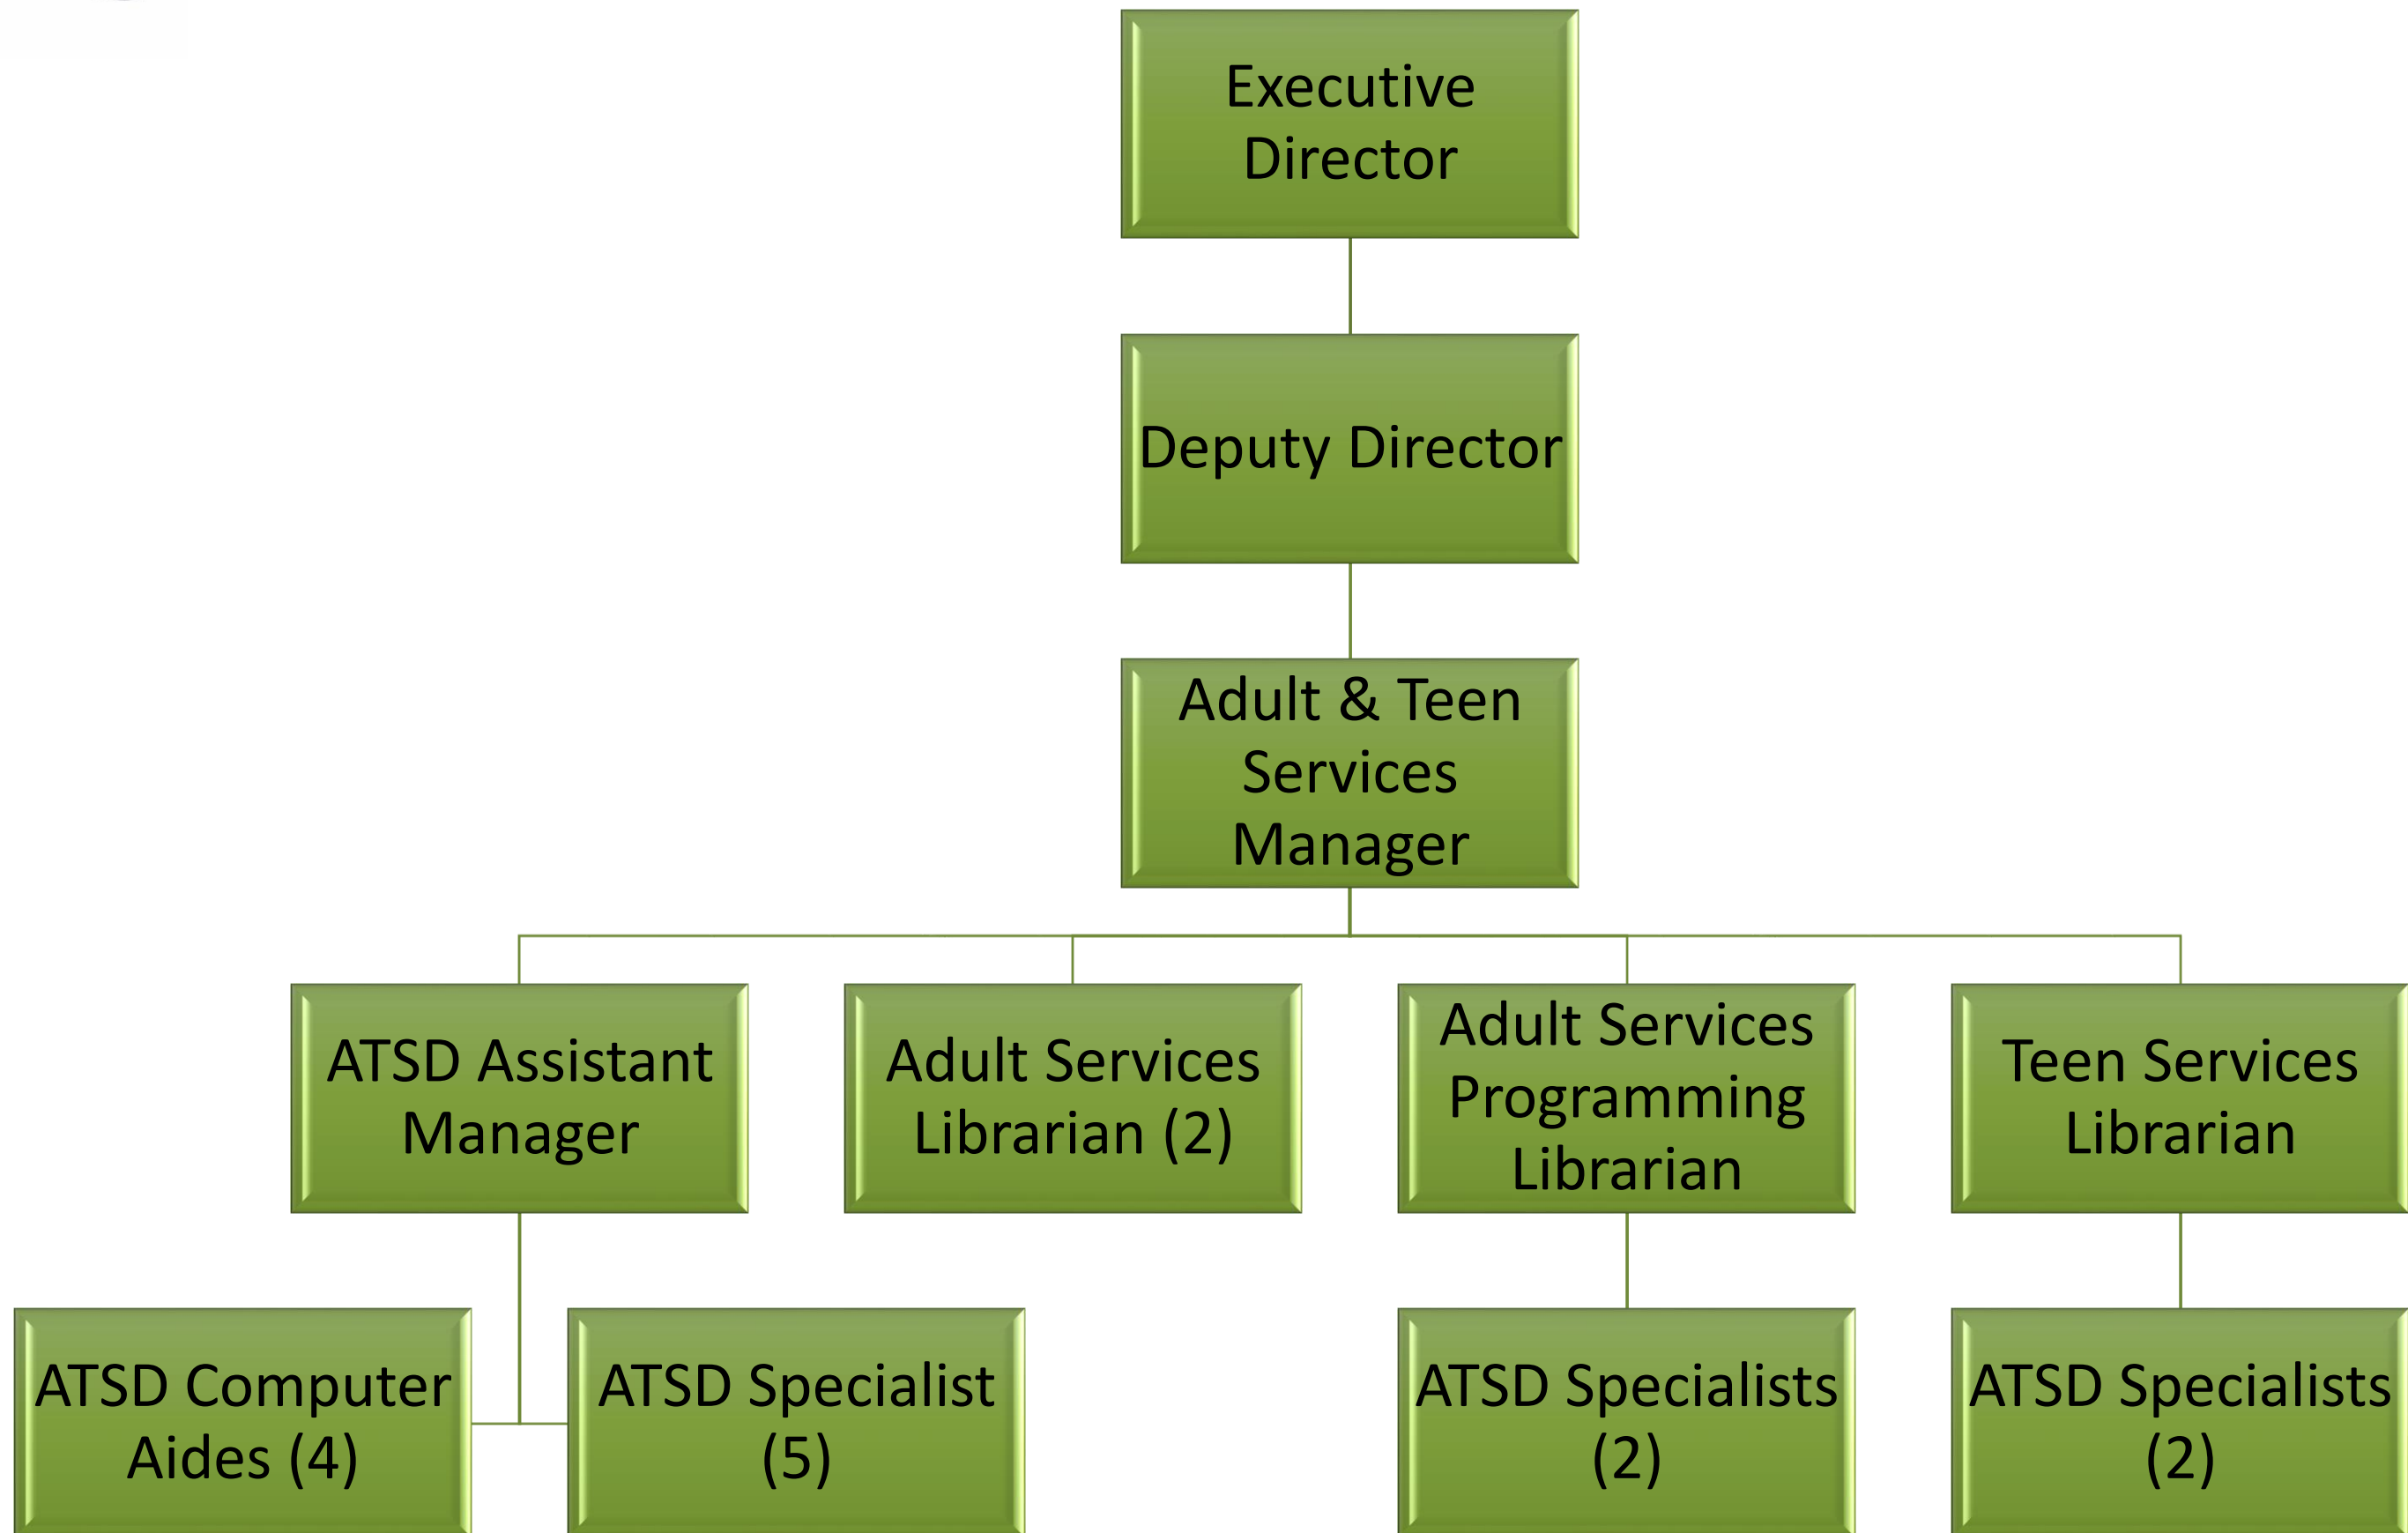 Executive
Director
Deputy Director
Adult & Teen
Services
Manager
ATSD Assistant
Manager
Adult Services
Librarian (2)
Adult Services
Programming
Librarian
Teen Services
Librarian
ATSD Computer
Aides (4)
ATSD Specialist
(5)
ATSD Specialists
(2)
ATSD Specialists
(2)